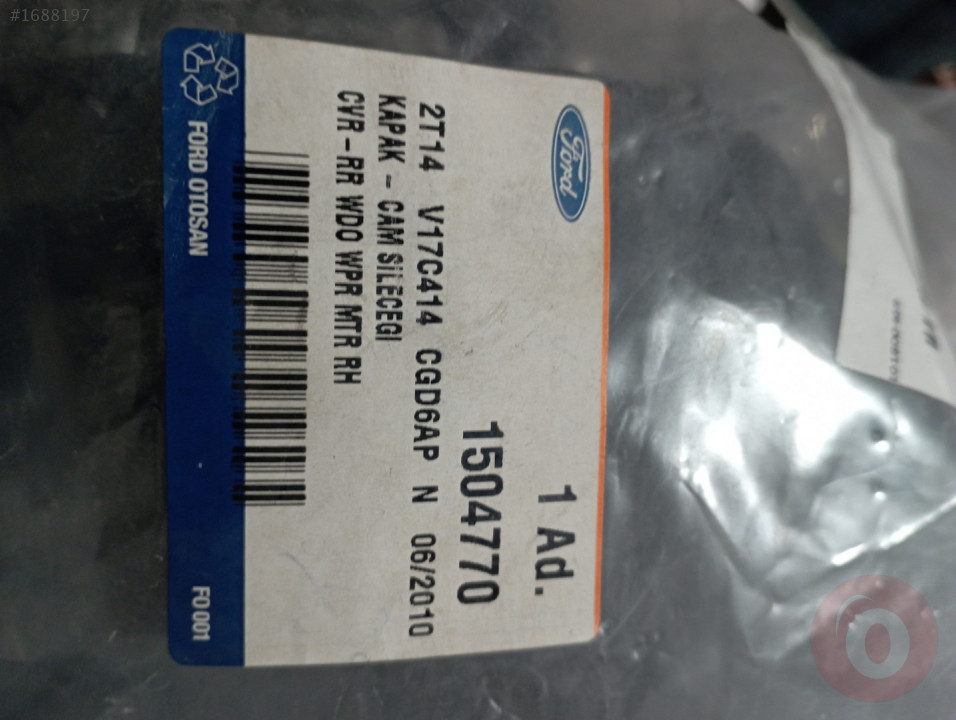 #1688197
Ford
1 Ad.
1504770
2T14 V17C414 CGD6AP N 06/2010
KAPAK - CAM SiLECEGI
CVR-RR WDO WPR MTR RH
FORD OTOSAN
FO 001